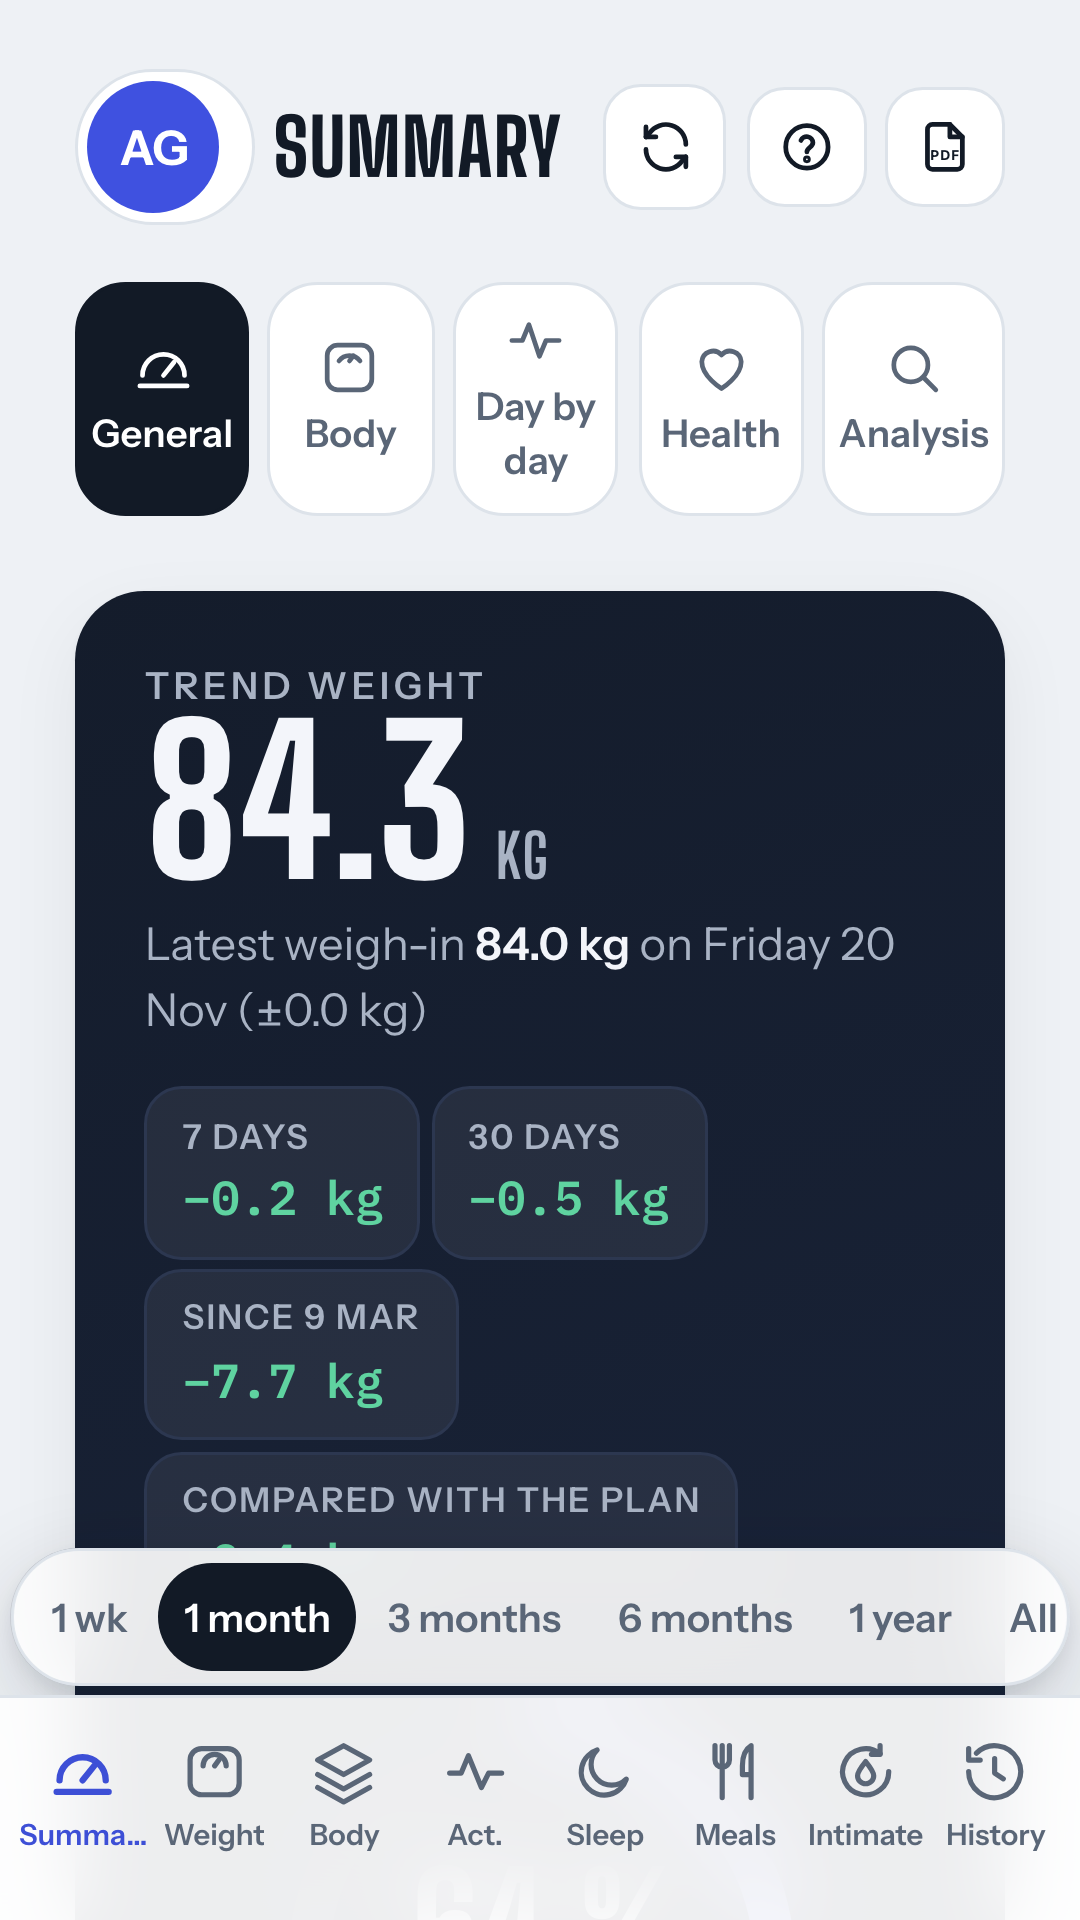 AG
SUMMARY
PDF
General
Body
Day by
day
Health
Analysis
TREND WEIGHT
84.3 KG
Latest weigh-in 84.0 kg on Friday 20
Nov (±0.0 kg)
7 DAYS
−0.2 kg
30 DAYS
−0.5 kg
SINCE 9 MAR
−7.7 kg
COMPARED WITH THE PLAN
1 wk
1 month
3 months
6 months
1 year
All
Summa...
Weight
Body
Act.
Sleep
Meals
Intimate
History
64 %